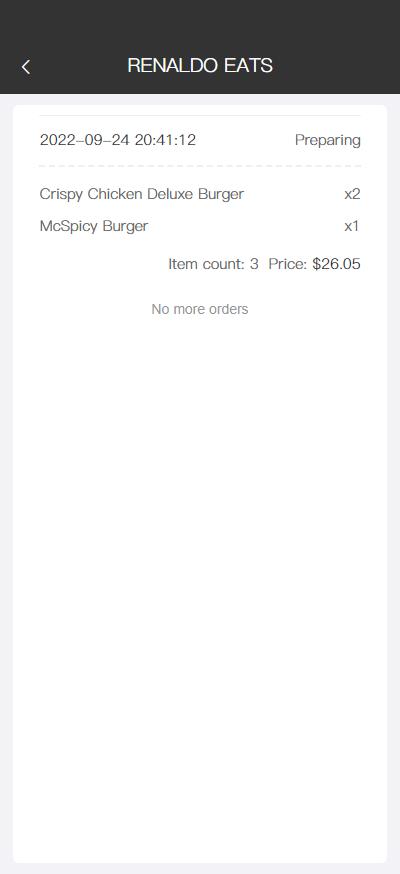 RENALDO EATS
2022-09-24 20:41:12 Preparing
Crispy Chicken Deluxe Burger x2
McSpicy Burger x1
Item count: 3 Price: $26.05
No more orders